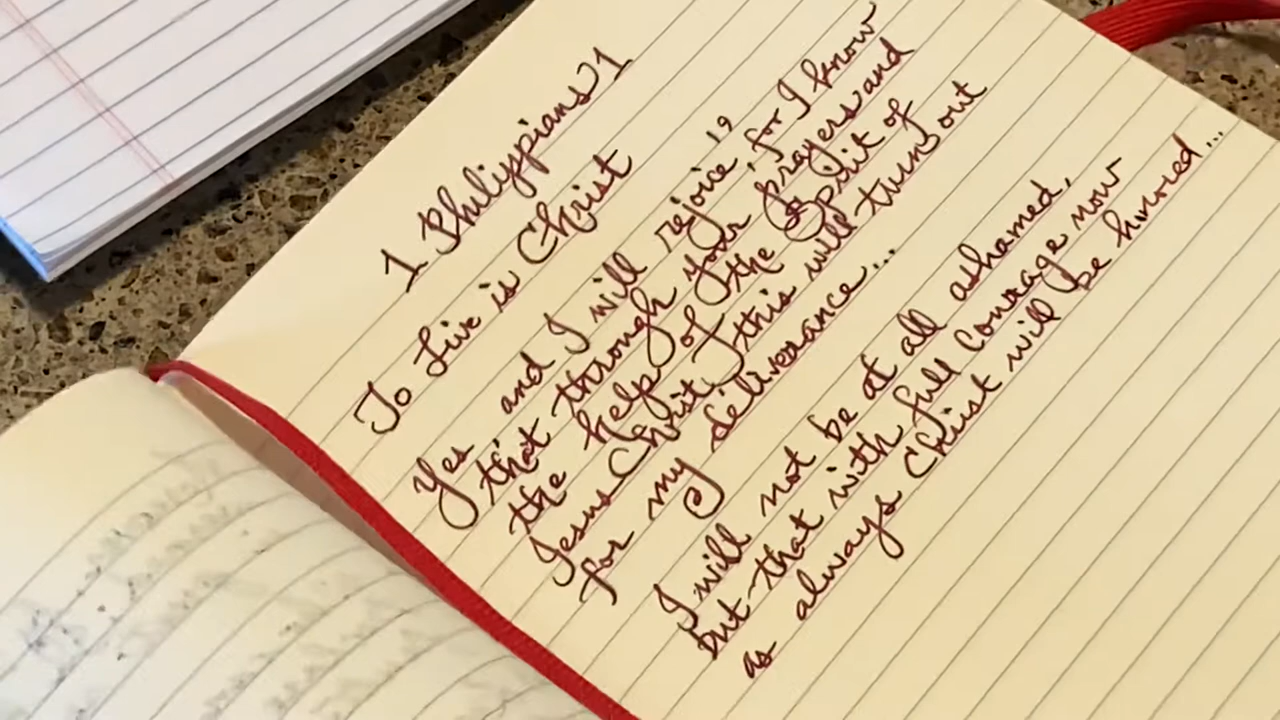 1 Philippians 1
To Live is Christ
Yes and I will rejoice, 19 for I know
that through your prayers and
the help of the Spirit of
Jesus Christ this will turn out
for my deliverance...
I will not be at all ashamed,
but that with full courage now
as always Christ will be honored...